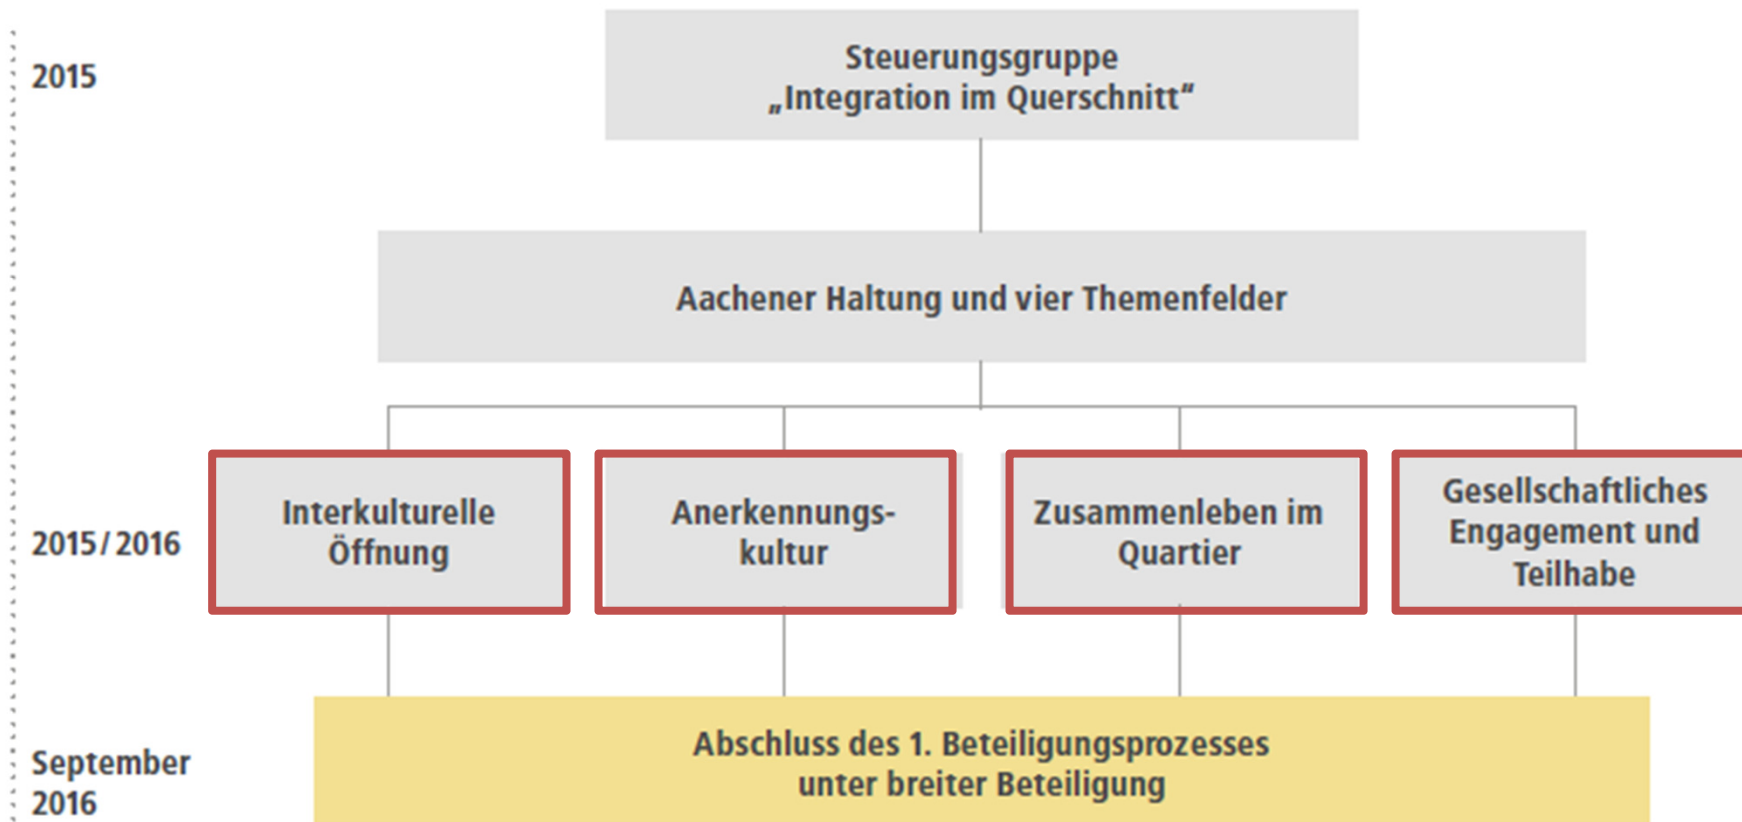 2015
Steuerungsgruppe
„Integration im Querschnitt“
Aachener Haltung und vier Themenfelder
2015/2016
Interkulturelle
Öffnung
Anerkennungs-
kultur
Zusammenleben im
Quartier
Gesellschaftliches
Engagement und
Teilhabe
September
2016
Abschluss des 1. Beteiligungsprozesses
unter breiter Beteiligung